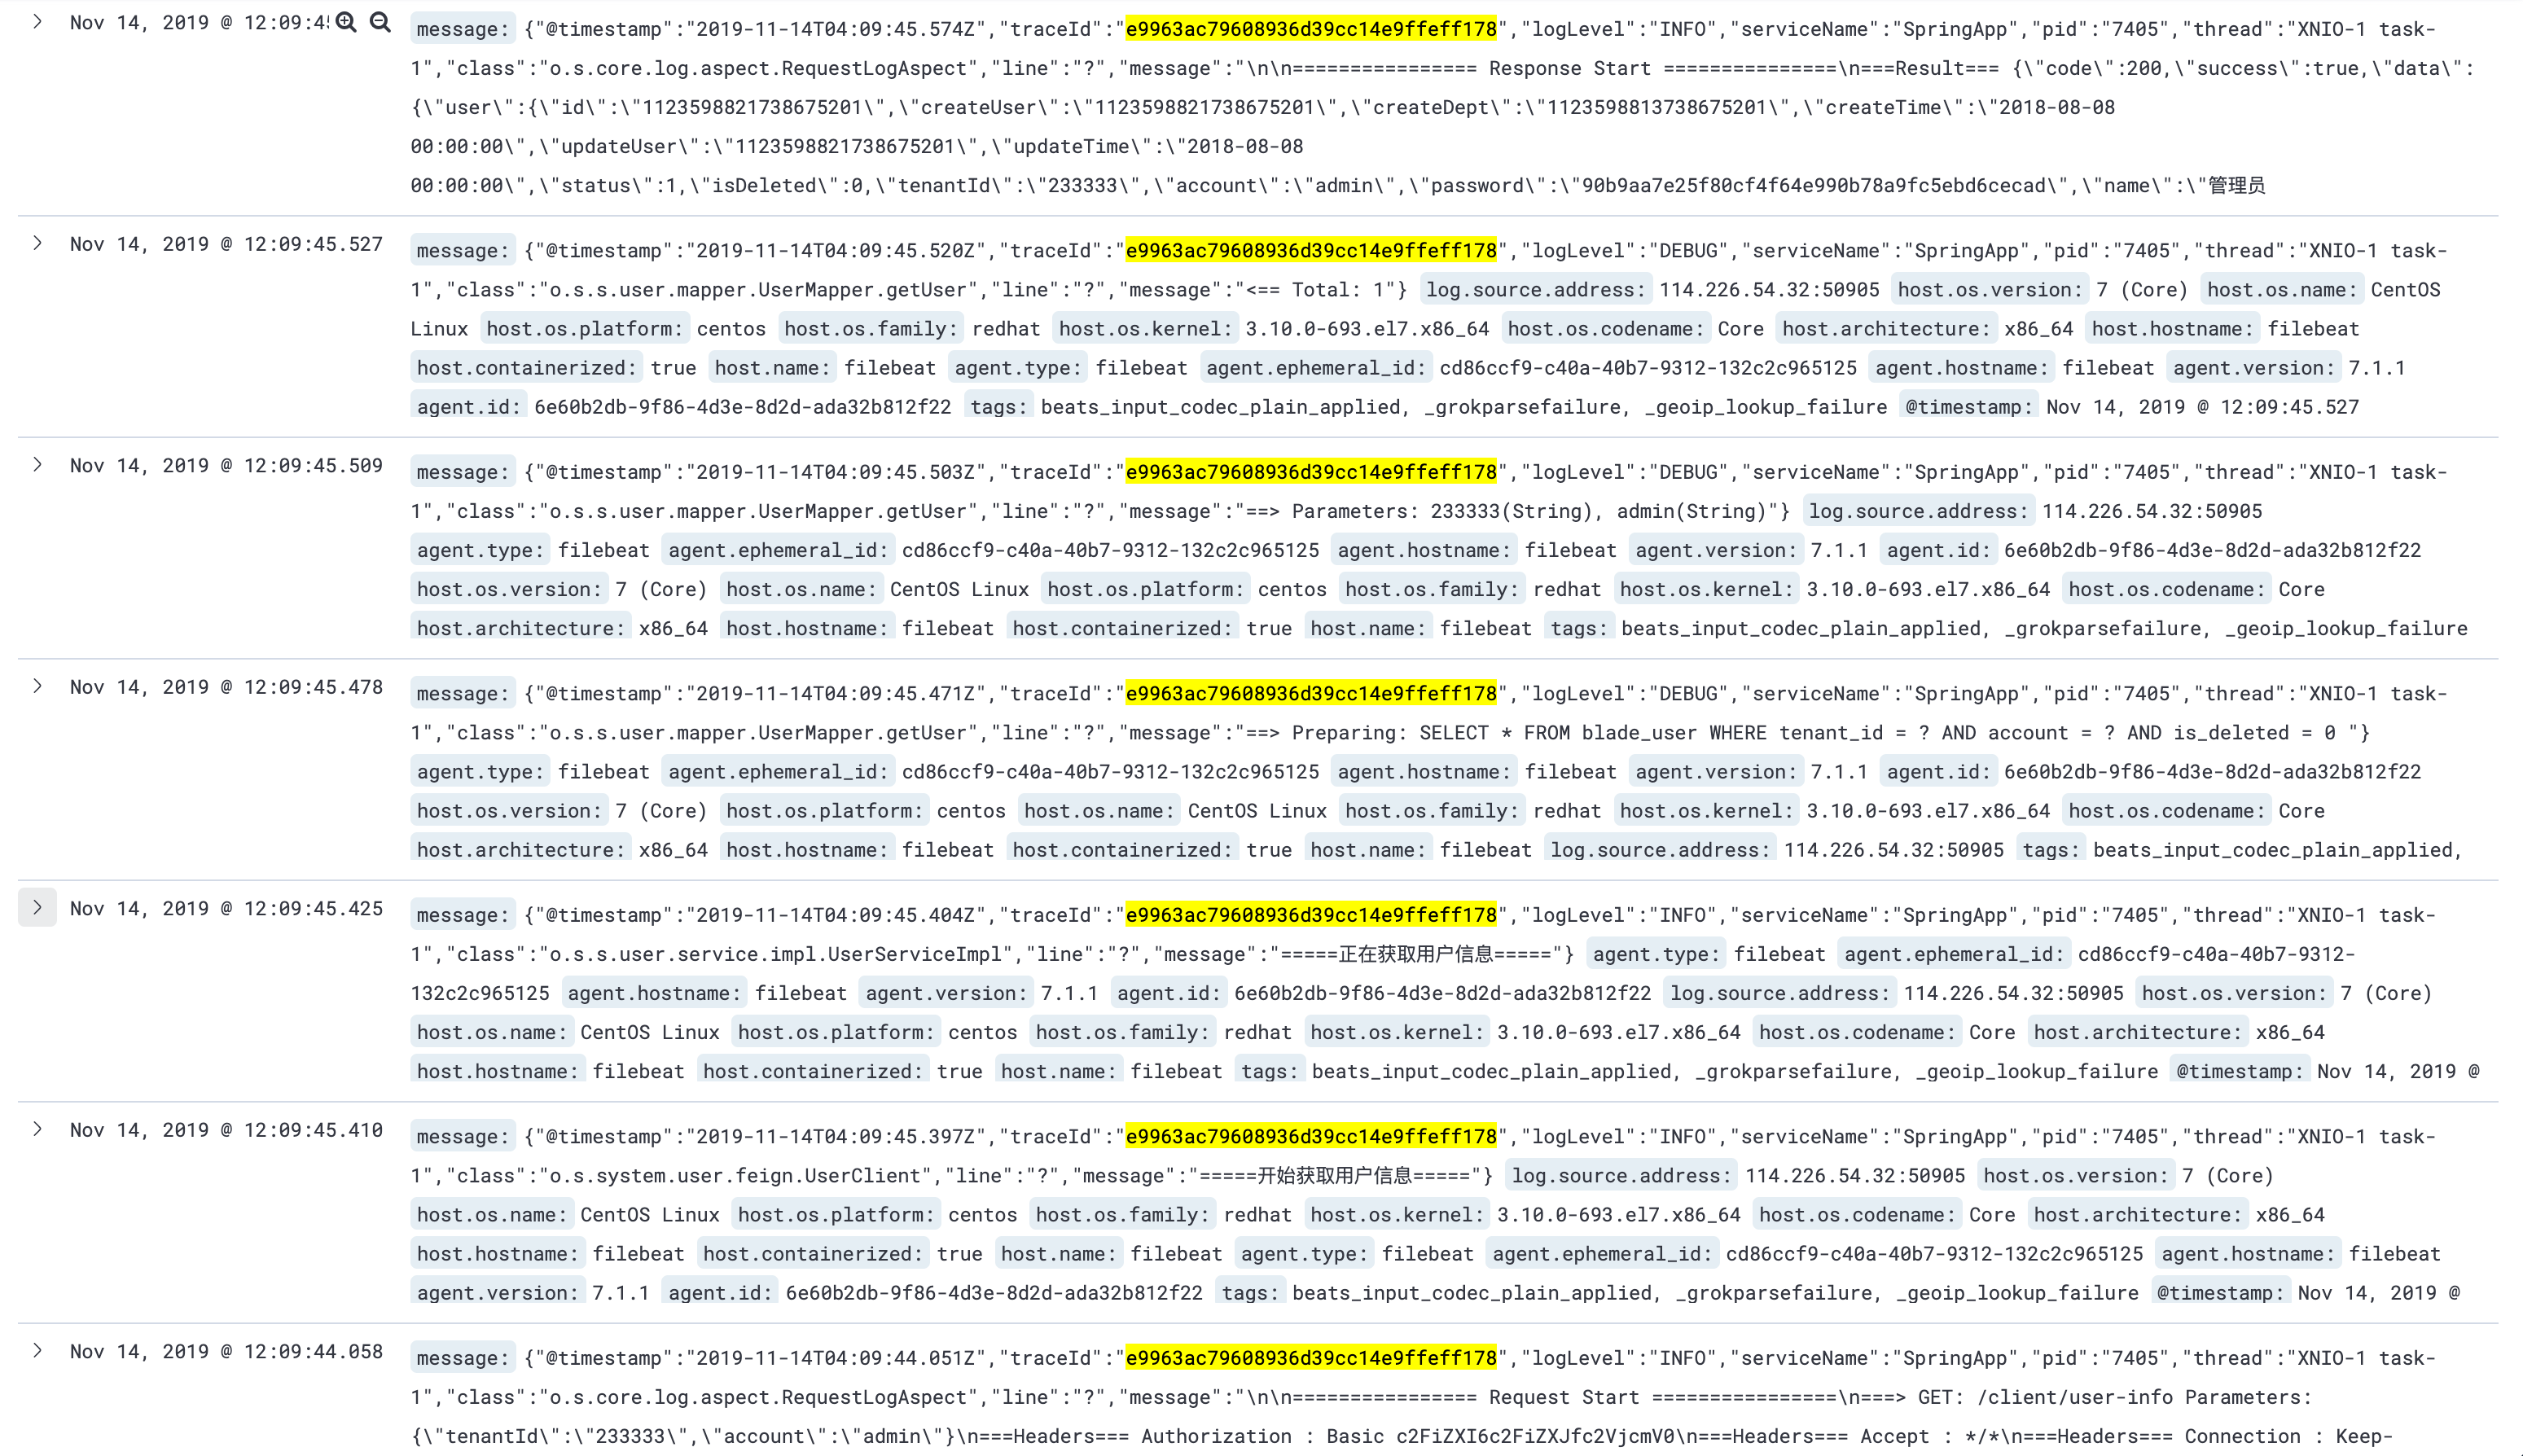 Nov 14, 2019 @ 12:09:45
message: {"@timestamp":"2019-11-14T04:09:45.574Z","traceId":"e9963ac79608936d39cc14e9ffeff178","logLevel":"INFO","serviceName":"SpringApp","pid":"7405","thread":"XNIO-1 task-
1","class":"o.s.core.log.aspect.RequestLogAspect","line":"?","message":"\n\n================ Response Start ===============\n===Result=== {\"code\":200,\"success\":true,\"data\":
{\"user\":{\"id\":\"1123598821738675201\",\"createUser\":\"1123598821738675201\",\"createDept\":\"1123598813738675201\",\"createTime\":\"2018-08-08
00:00:00\",\"updateUser\":\"1123598821738675201\",\"updateTime\":\"2018-08-08
00:00:00\",\"status\":1,\"isDeleted\":0,\"tenantId\":\"233333\",\"account\":\"admin\",\"password\":\"90b9aa7e25f80cf4f64e990b78a9fc5ebd6cecad\",\"name\":\"管理员
Nov 14, 2019 @ 12:09:45.527
message: {"@timestamp":"2019-11-14T04:09:45.520Z","traceId":"e9963ac79608936d39cc14e9ffeff178","logLevel":"DEBUG","serviceName":"SpringApp","pid":"7405","thread":"XNIO-1 task-
1","class":"o.s.s.user.mapper.UserMapper.getUser","line":"?","message":"<== Total: 1"} log.source.address: 114.226.54.32:50905 host.os.version: 7 (Core) host.os.name: CentOS
Linux host.os.platform: centos host.os.family: redhat host.os.kernel: 3.10.0-693.el7.x86_64 host.os.codename: Core host.architecture: x86_64 host.hostname: filebeat
host.containerized: true host.name: filebeat agent.type: filebeat agent.ephemeral_id: cd86ccf9-c40a-40b7-9312-132c2c965125 agent.hostname: filebeat agent.version: 7.1.1
agent.id: 6e60b2db-9f86-4d3e-8d2d-ada32b812f22 tags: beats_input_codec_plain_applied, _grokparsefailure, _geoip_lookup_failure @timestamp: Nov 14, 2019 @ 12:09:45.527
Nov 14, 2019 @ 12:09:45.509
message: {"@timestamp":"2019-11-14T04:09:45.503Z","traceId":"e9963ac79608936d39cc14e9ffeff178","logLevel":"DEBUG","serviceName":"SpringApp","pid":"7405","thread":"XNIO-1 task-
1","class":"o.s.s.user.mapper.UserMapper.getUser","line":"?","message":"==> Parameters: 233333(String), admin(String)"} log.source.address: 114.226.54.32:50905
agent.type: filebeat agent.ephemeral_id: cd86ccf9-c40a-40b7-9312-132c2c965125 agent.hostname: filebeat agent.version: 7.1.1 agent.id: 6e60b2db-9f86-4d3e-8d2d-ada32b812f22
host.os.version: 7 (Core) host.os.name: CentOS Linux host.os.platform: centos host.os.family: redhat host.os.kernel: 3.10.0-693.el7.x86_64 host.os.codename: Core
host.architecture: x86_64 host.hostname: filebeat host.containerized: true host.name: filebeat tags: beats_input_codec_plain_applied, _grokparsefailure, _geoip_lookup_failure
Nov 14, 2019 @ 12:09:45.478
message: {"@timestamp":"2019-11-14T04:09:45.471Z","traceId":"e9963ac79608936d39cc14e9ffeff178","logLevel":"DEBUG","serviceName":"SpringApp","pid":"7405","thread":"XNIO-1 task-
1","class":"o.s.s.user.mapper.UserMapper.getUser","line":"?","message":"==> Preparing: SELECT * FROM blade_user WHERE tenant_id = ? AND account = ? AND is_deleted = 0 "}
agent.type: filebeat agent.ephemeral_id: cd86ccf9-c40a-40b7-9312-132c2c965125 agent.hostname: filebeat agent.version: 7.1.1 agent.id: 6e60b2db-9f86-4d3e-8d2d-ada32b812f22
host.os.version: 7 (Core) host.os.platform: centos host.os.name: CentOS Linux host.os.family: redhat host.os.kernel: 3.10.0-693.el7.x86_64 host.os.codename: Core
host.architecture: x86_64 host.hostname: filebeat host.containerized: true host.name: filebeat log.source.address: 114.226.54.32:50905 tags: beats_input_codec_plain_applied,
Nov 14, 2019 @ 12:09:45.425
message: {"@timestamp":"2019-11-14T04:09:45.404Z","traceId":"e9963ac79608936d39cc14e9ffeff178","logLevel":"INFO","serviceName":"SpringApp","pid":"7405","thread":"XNIO-1 task-
1","class":"o.s.s.user.service.impl.UserServiceImpl","line":"?","message":"=====正在获取用户信息====="} agent.type: filebeat agent.ephemeral_id: cd86ccf9-c40a-40b7-9312-
132c2c965125 agent.hostname: filebeat agent.version: 7.1.1 agent.id: 6e60b2db-9f86-4d3e-8d2d-ada32b812f22 log.source.address: 114.226.54.32:50905 host.os.version: 7 (Core)
host.os.name: CentOS Linux host.os.platform: centos host.os.family: redhat host.os.kernel: 3.10.0-693.el7.x86_64 host.os.codename: Core host.architecture: x86_64
host.hostname: filebeat host.containerized: true host.name: filebeat tags: beats_input_codec_plain_applied, _grokparsefailure, _geoip_lookup_failure @timestamp: Nov 14, 2019 @
Nov 14, 2019 @ 12:09:45.410
message: {"@timestamp":"2019-11-14T04:09:45.397Z","traceId":"e9963ac79608936d39cc14e9ffeff178","logLevel":"INFO","serviceName":"SpringApp","pid":"7405","thread":"XNIO-1 task-
1","class":"o.s.system.user.feign.UserClient","line":"?","message":"=====开始获取用户信息====="} log.source.address: 114.226.54.32:50905 host.os.version: 7 (Core)
host.os.name: CentOS Linux host.os.platform: centos host.os.family: redhat host.os.kernel: 3.10.0-693.el7.x86_64 host.os.codename: Core host.architecture: x86_64
host.hostname: filebeat host.containerized: true host.name: filebeat agent.type: filebeat agent.ephemeral_id: cd86ccf9-c40a-40b7-9312-132c2c965125 agent.hostname: filebeat
agent.version: 7.1.1 agent.id: 6e60b2db-9f86-4d3e-8d2d-ada32b812f22 tags: beats_input_codec_plain_applied, _grokparsefailure, _geoip_lookup_failure @timestamp: Nov 14, 2019 @
Nov 14, 2019 @ 12:09:44.058
message: {"@timestamp":"2019-11-14T04:09:44.051Z","traceId":"e9963ac79608936d39cc14e9ffeff178","logLevel":"INFO","serviceName":"SpringApp","pid":"7405","thread":"XNIO-1 task-
1","class":"o.s.core.log.aspect.RequestLogAspect","line":"?","message":"\n\n================ Request Start ================\n===> GET: /client/user-info Parameters:
{\"tenantId\":\"233333\",\"account\":\"admin\"}\n===Headers=== Authorization : Basic c2FiZXI6c2FiZXJfc2VjcmV0\n===Headers=== Accept : */*\n===Headers=== Connection : Keep-